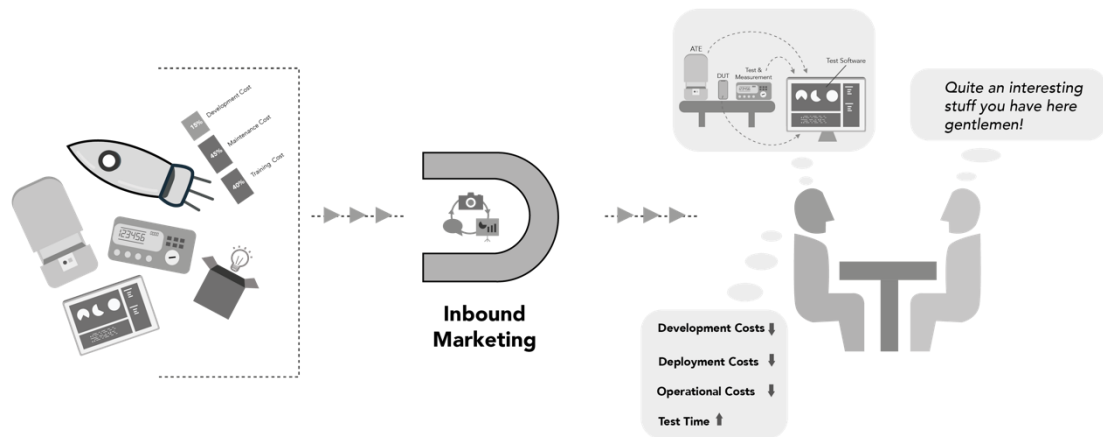 15%
Development Cost
45%
Maintenance Cost
40%
Training Cost
123456
Inbound
Marketing
ATE
DUT
Test &
Measurement
Test Software
Quite an interesting
stuff you have here
gentlemen!
Development Costs
Deployment Costs
Operational Costs
Test Time